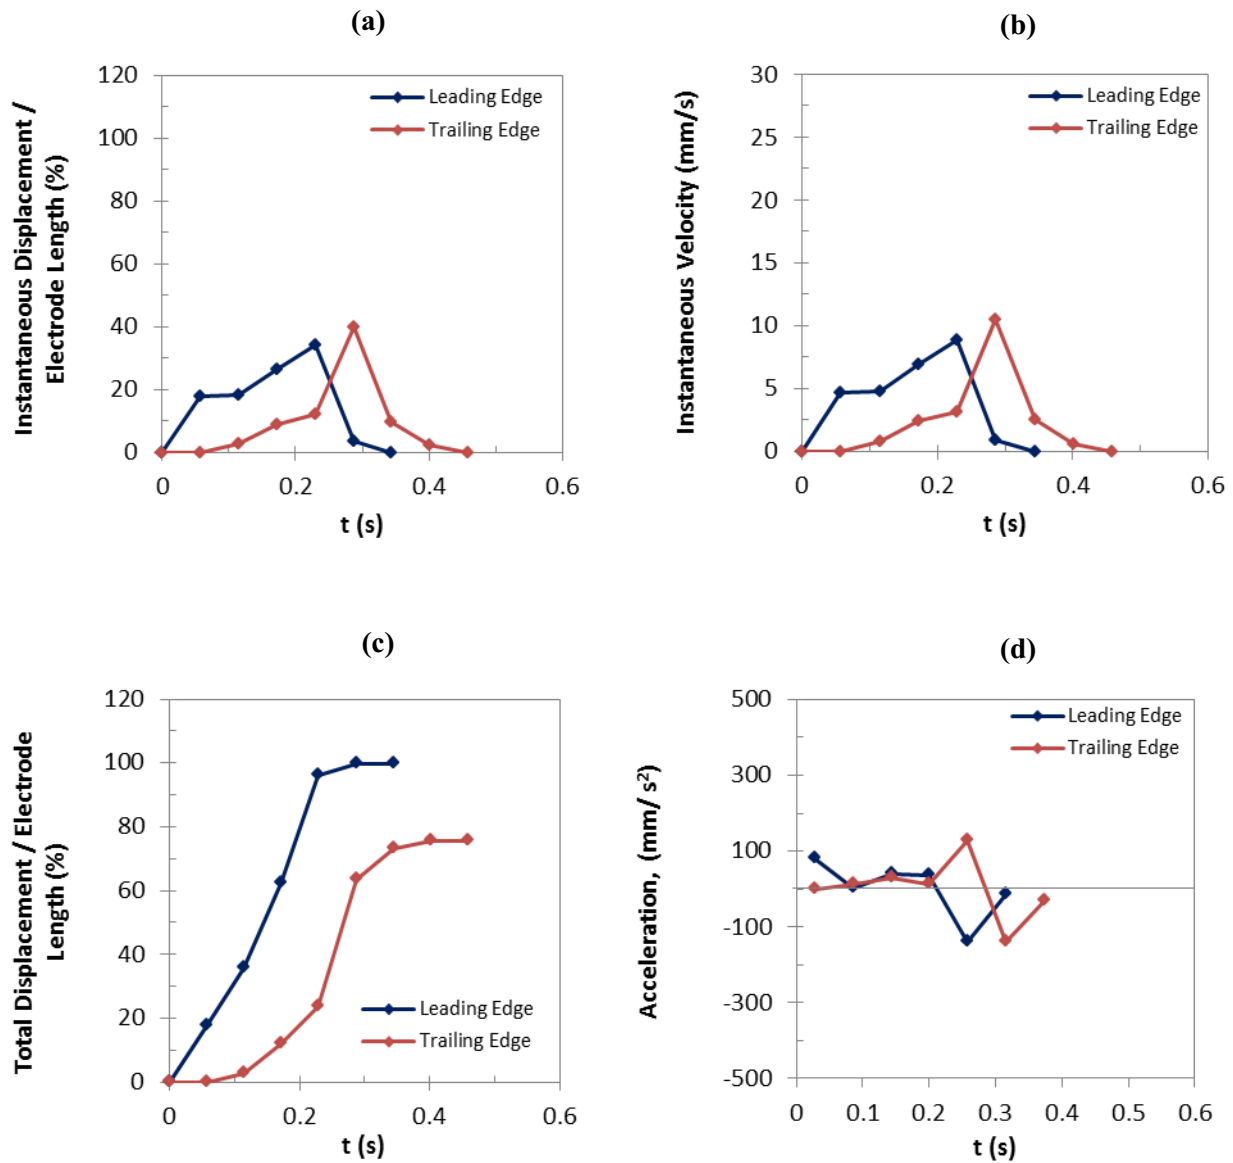 (a)
Instantaneous Displacement /
Electrode Length (%)
120
100
80
60
40
20
0
Leading Edge
Trailing Edge
0
0.2
0.4
0.6
t (s)
(b)
Instantaneous Velocity (mm/s)
30
25
20
15
10
5
0
Leading Edge
Trailing Edge
0
0.2
0.4
0.6
t (s)
(c)
Total Displacement / Electrode
Length (%)
120
100
80
60
40
20
0
Leading Edge
Trailing Edge
0
0.2
0.4
0.6
t (s)
(d)
Acceleration, (mm/ s²)
500
300
100
-100
-300
-500
Leading Edge
Trailing Edge
0
0.1
0.2
0.3
0.4
0.5
0.6
t (s)